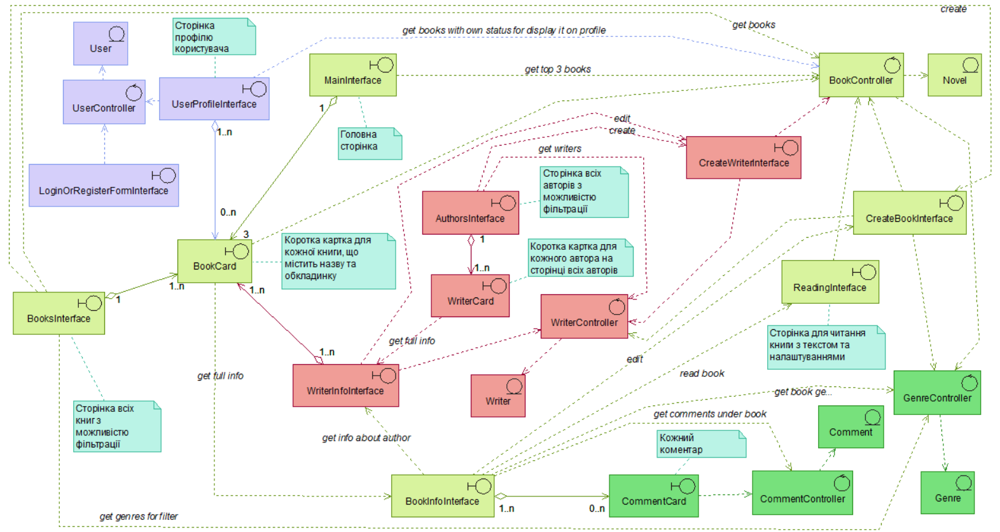 create
get books
get books with own status for display it on profile
Сторінка
профілю
користувача
User
MainInterface
get top 3 books
BookController
Novel
UserController
UserProfileInterface
1
1..n
edit
create
Головна
сторінка
get writers
CreateWriterInterface
LoginOrRegisterFormInterface
Сторінка всіх
авторів з
можливістю
фільтрації
AuthorsInterface
CreateBookInterface
0..n
3
1
Коротка картка для
кожної книги, що
містить назву та
обкладинку
Коротка картка для
кожного автора на
сторінці всіх авторів
BookCard
1..n
1..n
1..n
1
ReadingInterface
WriterCard
BooksInterface
WriterController
get full info
Сторінка для читання
книги з текстом та
налаштуваннями
1..n
edit
read book
get full info
WriterInfoInterface
Writer
get book ge...
GenreController
Сторінка всіх
книг з
можливістю
фільтрації
get comments under book
Comment
get info about author
Кожний
коментар
BookInfoInterface
1..n
0..n
CommentCard
CommentController
Genre
get genres for filter